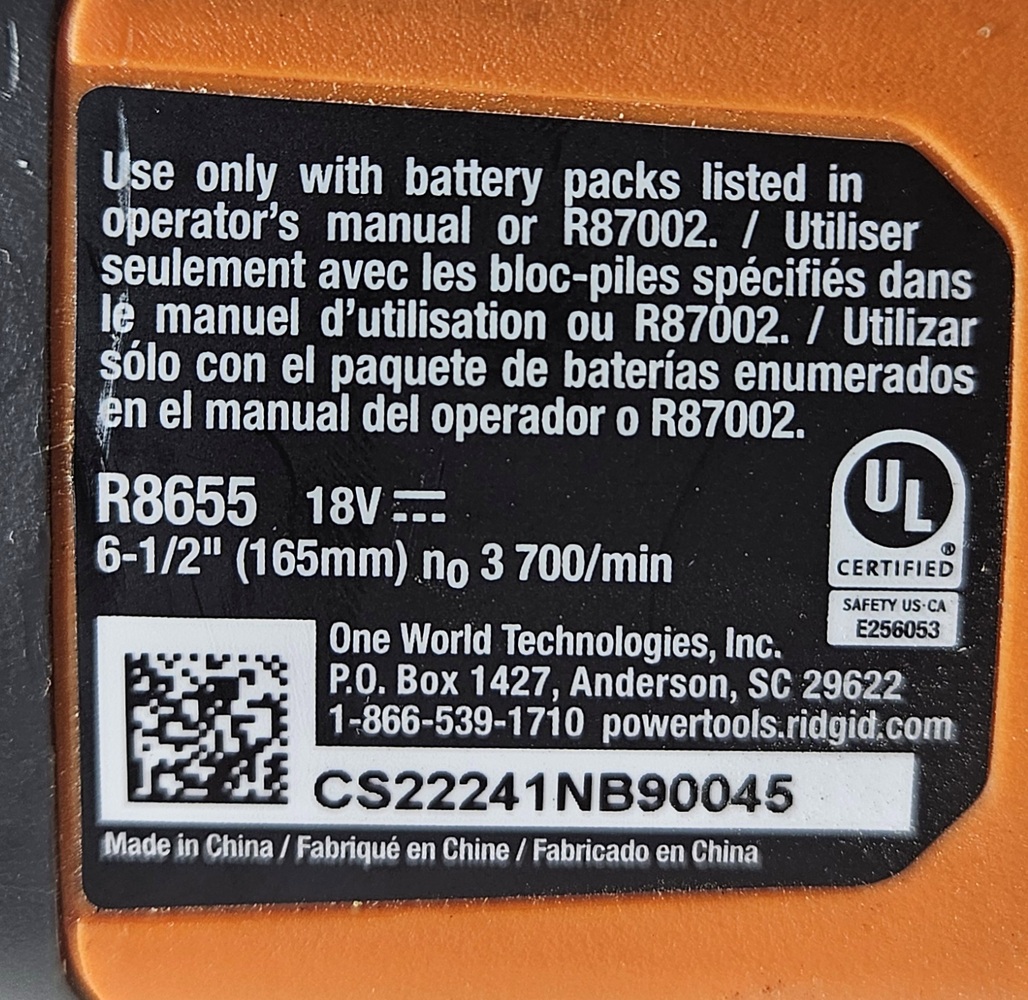 Use only with battery packs listed in
operator's manual or R87002. / Utiliser
seulement avec les bloc-piles spécifiés dans
le manuel d'utilisation ou R87002. / Utilizar
sólo con el paquete de baterías enumerados
en el manual del operador o R87002.
R8655 18V ⎓
6-1/2" (165mm) n₀ 3 700/min
UL
®
CERTIFIED
SAFETY US·CA
E256053
One World Technologies, Inc.
P.O. Box 1427, Anderson, SC 29622
1-866-539-1710 powertools.ridgid.com
CS22241NB90045
Made in China / Fabriqué en Chine / Fabricado en China